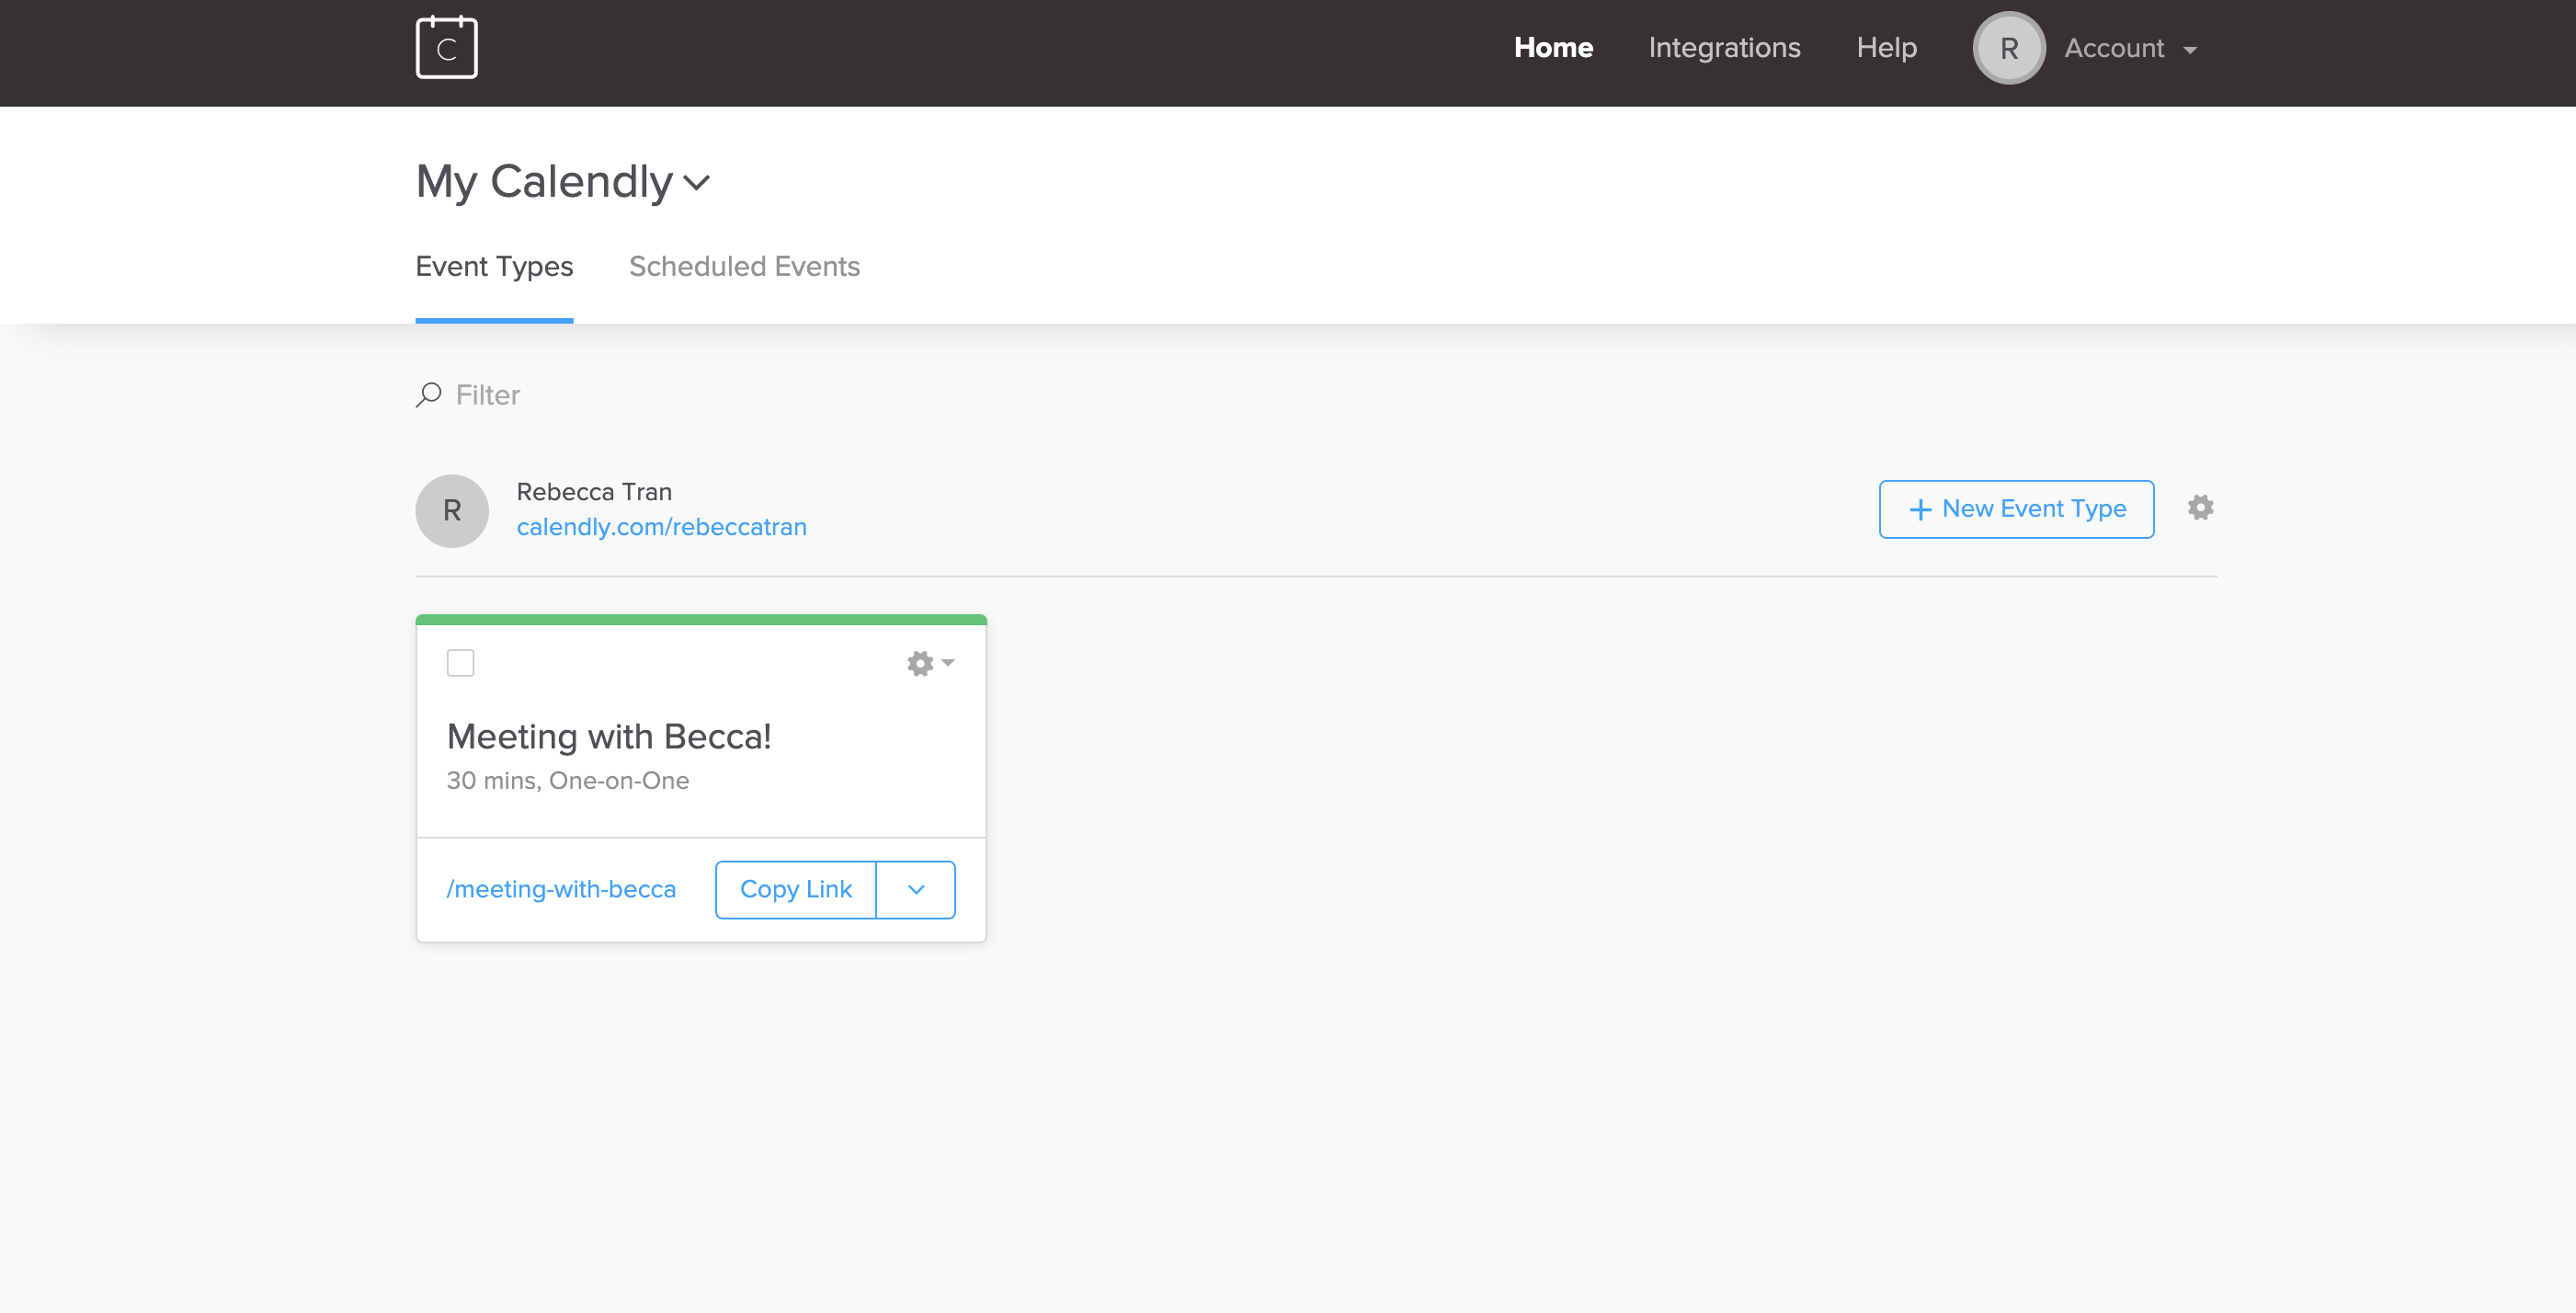 C
Home Integrations Help R Account
My Calendly
Event Types Scheduled Events
Filter
R
Rebecca Tran
calendly.com/rebeccatran
+ New Event Type
Meeting with Becca!
30 mins, One-on-One
/meeting-with-becca Copy Link